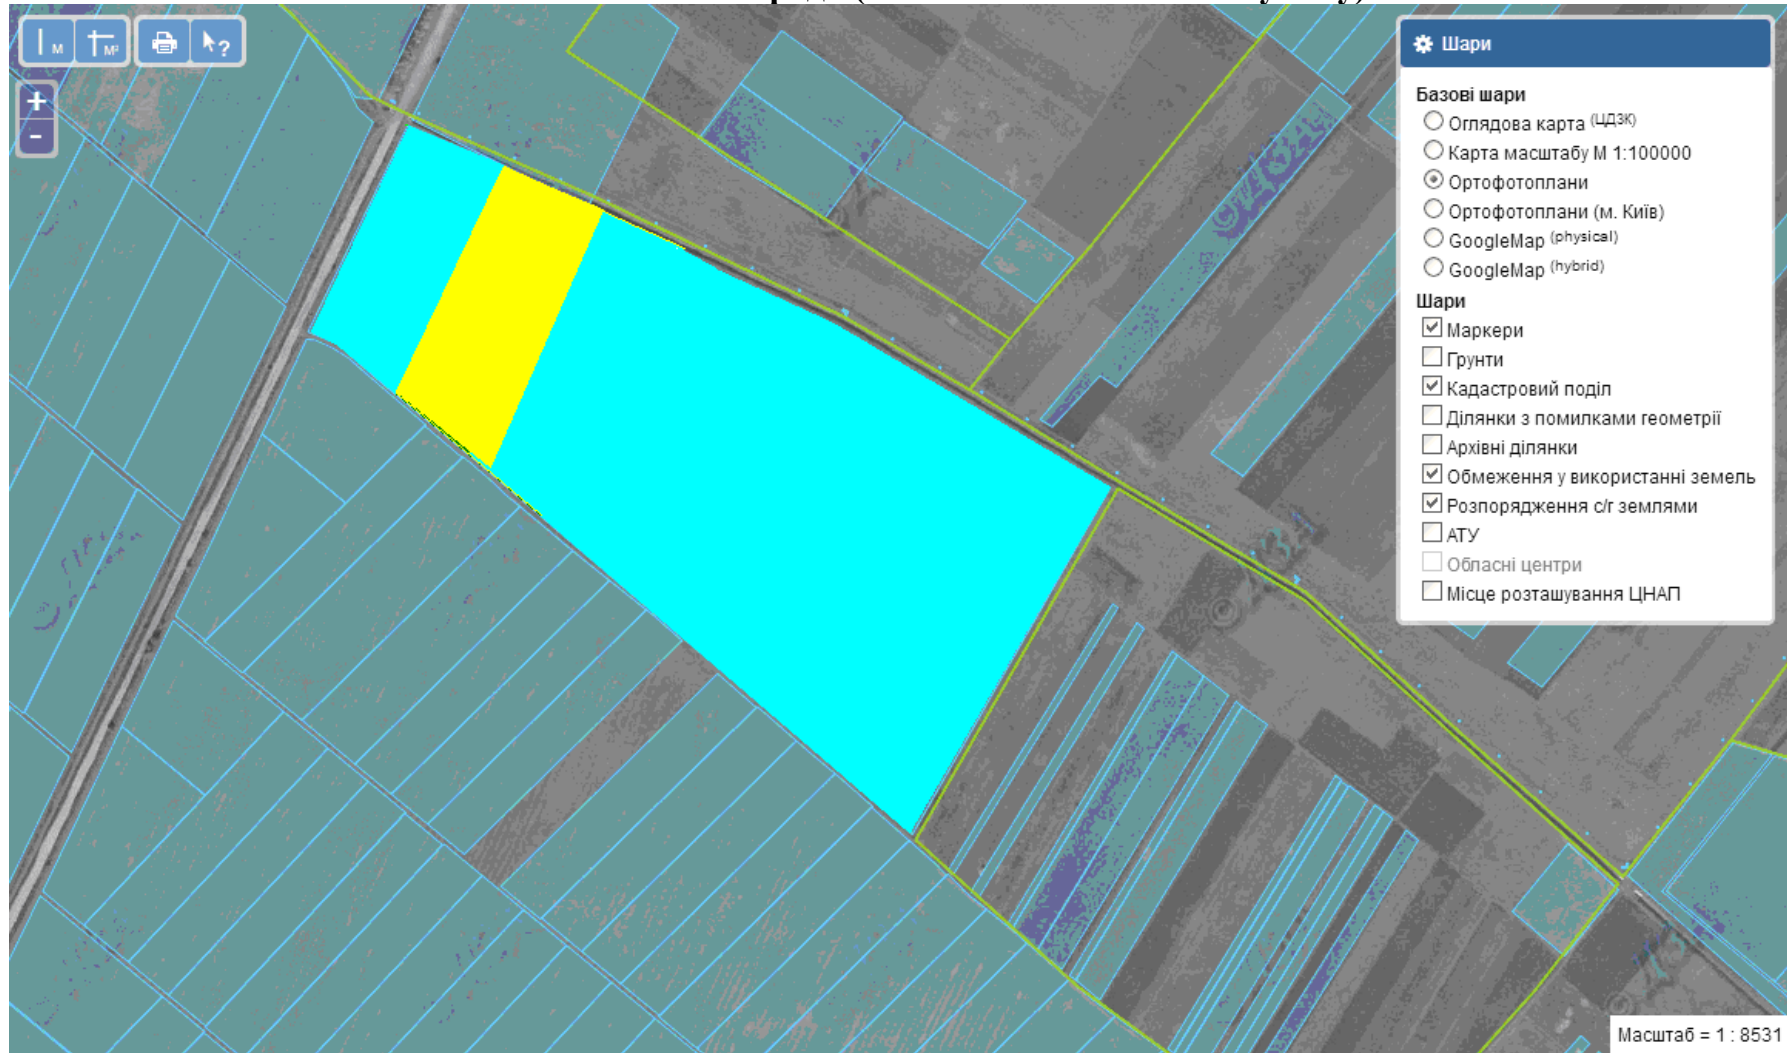 М
М²
?
+
-
Шари
Базові шари
Оглядова карта (ЦДЗК)
Карта масштабу М 1:100000
Ортофотоплани
Ортофотоплани (м. Київ)
GoogleMap (physical)
GoogleMap (hybrid)
Шари
Маркери
Грунти
Кадастровий поділ
Ділянки з помилками геометрії
Архівні ділянки
Обмеження у використанні земель
Розпорядження с/г землями
АТУ
Обласні центри
Місце розташування ЦНАП
Масштаб = 1 : 8531